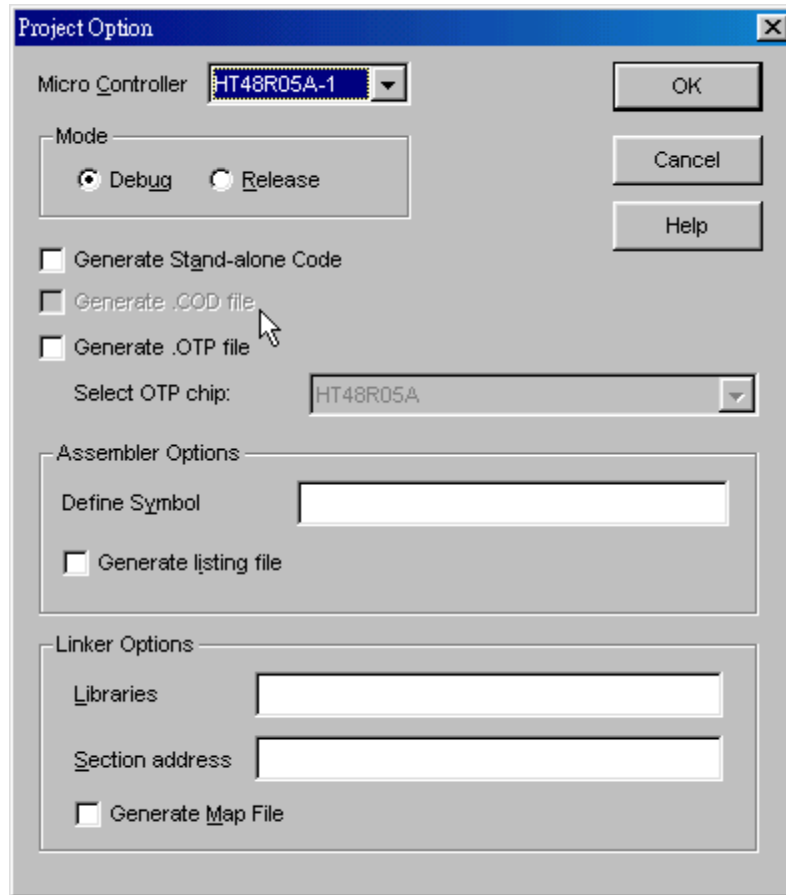 Project Option
Micro Controller HT48R05A-1
OK
Mode
Debug Release
Cancel
Help
Generate Stand-alone Code
Generate .COD file
Generate .OTP file
Select OTP chip: HT48R05A
Assembler Options
Define Symbol
Generate listing file
Linker Options
Libraries
Section address
Generate Map File